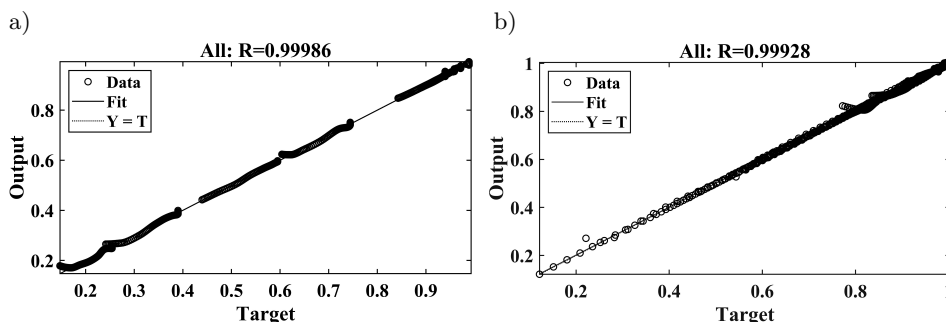 a)
All: R=0.99986
Data
Fit
Y = T
Output
0.8
0.6
0.4
0.2
0.2 0.3 0.4 0.5 0.6 0.7 0.8 0.9
Target
b)
All: R=0.99928
Data
Fit
Y = T
Output
1
0.8
0.6
0.4
0.2
0.2 0.4 0.6 0.8
Target